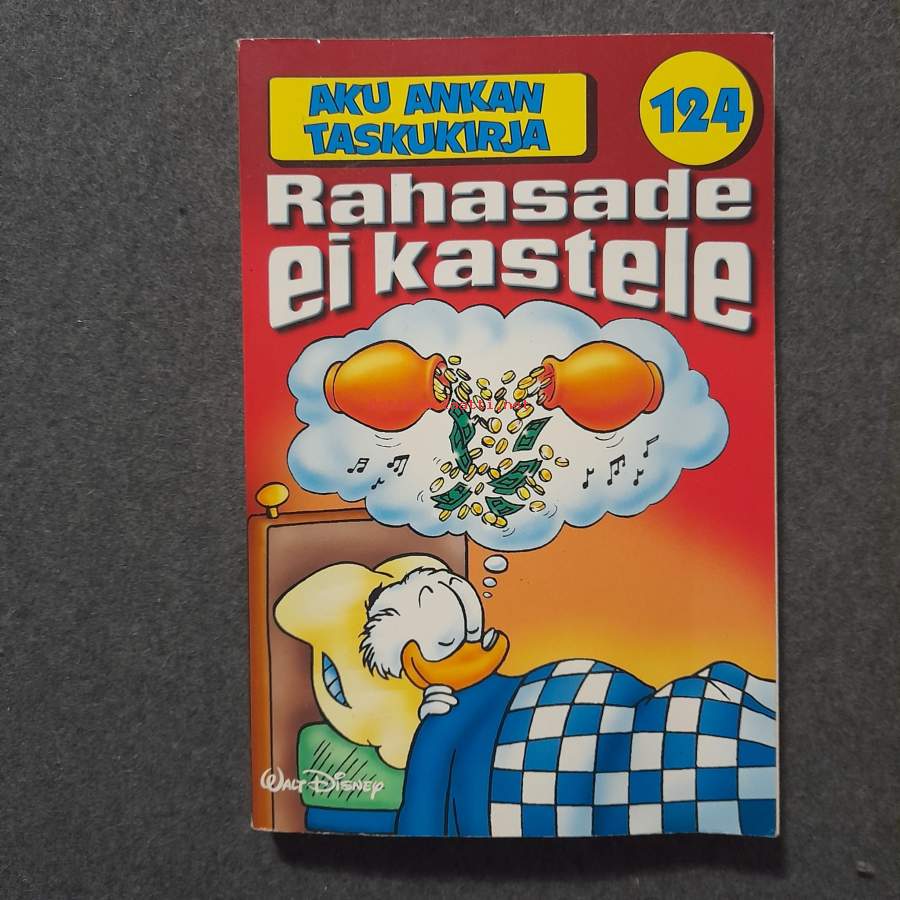 AKU ANKAN
TASKUKIRJA
124
Rahasade
ei kastele
WALT DISNEY